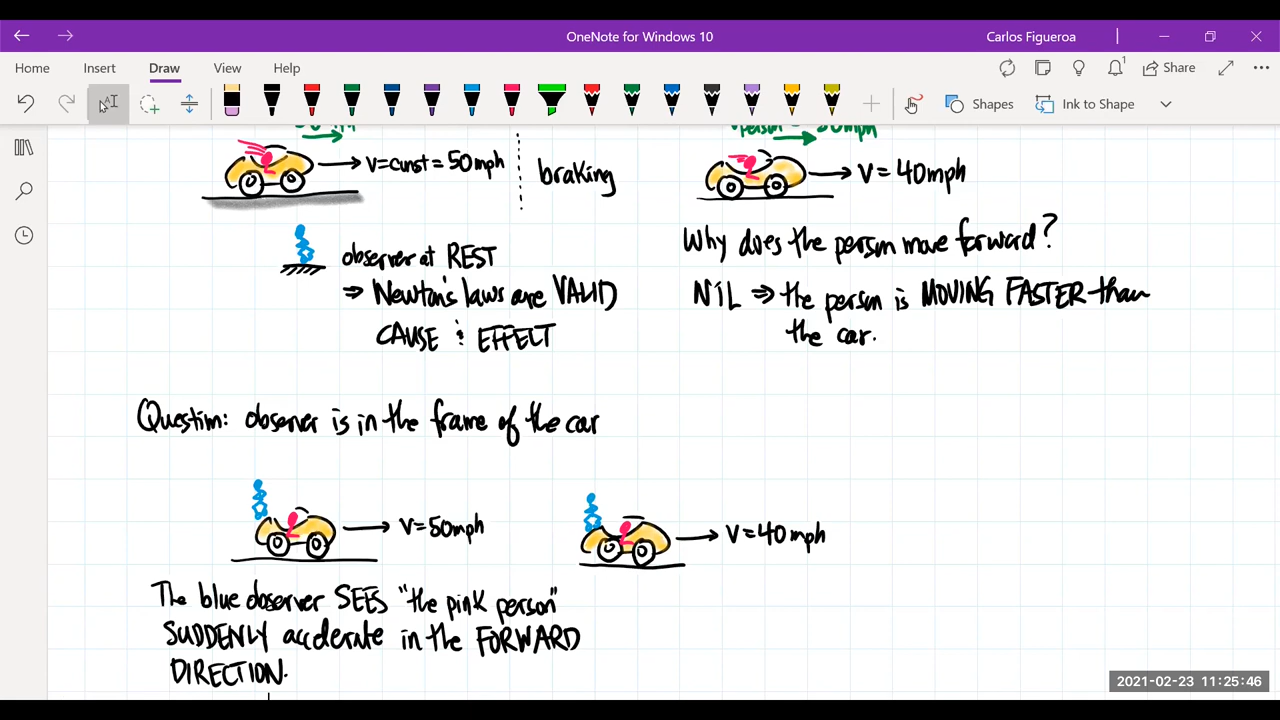 OneNote for Windows 10
Carlos Figueroa
Home Insert Draw View Help
Share
Shapes
Ink to Shape
V=const = 50mph
braking
person
V = 40mph
observer at REST
⇒ Newton's laws are VALID
CAUSE & EFFECT
Why does the person move forward?
N1L ⇒ the person is MOVING FASTER than
the car.
Question: observer is in the frame of the car
V=50mph
V=40mph
The blue observer SEES "the pink person"
SUDDENLY accelerate in the FORWARD
DIRECTION.
2021-02-23 11:25:46